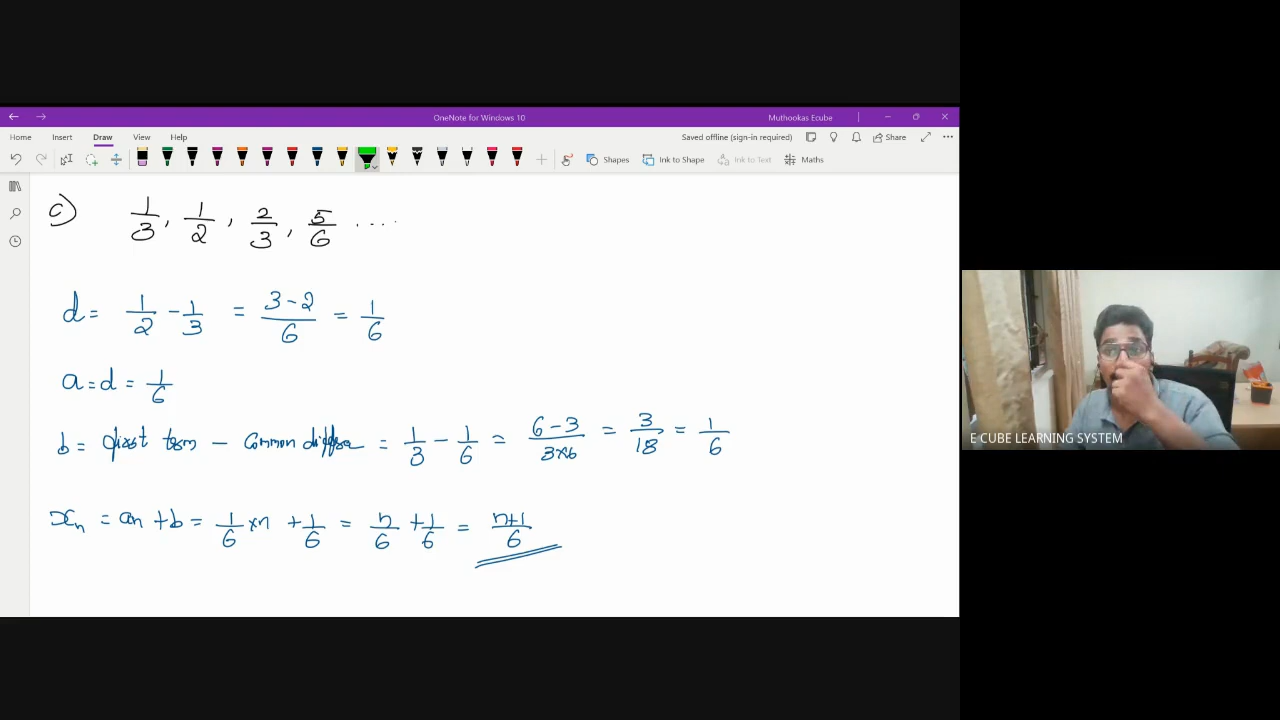 OneNote for Windows 10
Muthookas Ecube
Home Insert Draw View Help
Saved offline (sign-in required)
Share
Shapes
Ink to Shape
Ink to Text
Maths
c) 1/3, 1/2, 2/3, 5/6 ....
d = 1/2 - 1/3 = (3-2)/6 = 1/6
a = d = 1/6
b = first term - common = 1/3 - 1/6 = (6-3)/(3×6) = 3/18 = 1/6
xₙ = an + b = 1/6 × n + 1/6 = n/6 + 1/6 = (n+1)/6
E CUBE LEARNING SYSTEM